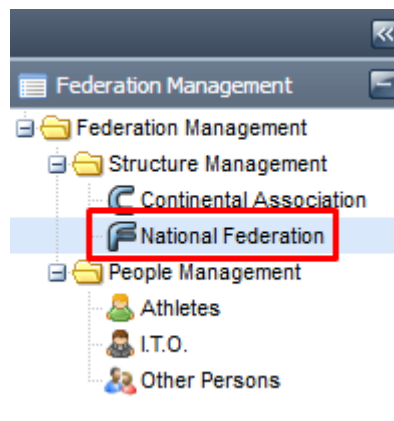 Federation Management
Federation Management
Structure Management
Continental Association
National Federation
People Management
Athletes
I.T.O.
Other Persons